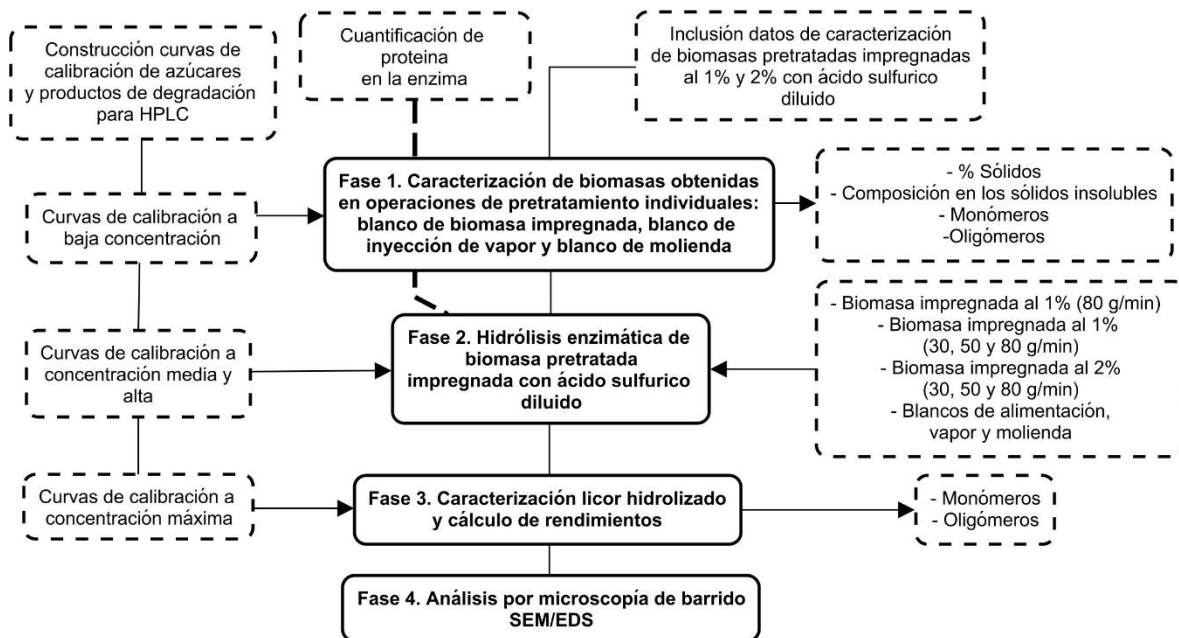 Construcción curvas de
calibración de azúcares
y productos de degradación
para HPLC
Cuantificación de
proteina
en la enzima
Inclusión datos de caracterización
de biomasas pretratadas impregnadas
al 1% y 2% con ácido sulfurico
diluido
Curvas de calibración a
baja concentración
Fase 1. Caracterización de biomasas obtenidas
en operaciones de pretratamiento individuales:
blanco de biomasa impregnada, blanco de
inyección de vapor y blanco de molienda
- % Sólidos
- Composición en los sólidos insolubles
- Monómeros
-Oligómeros
Curvas de calibración a
concentración media y
alta
Fase 2. Hidrólisis enzimática de
biomasa pretratada
impregnada con ácido sulfurico
diluido
- Biomasa impregnada al 1% (80 g/min)
- Biomasa impregnada al 1%
(30, 50 y 80 g/min)
- Biomasa impregnada al 2%
(30, 50 y 80 g/min)
- Blancos de alimentación,
vapor y molienda
Curvas de calibración a
concentración máxima
Fase 3. Caracterización licor hidrolizado
y cálculo de rendimientos
- Monómeros
- Oligómeros
Fase 4. Análisis por microscopía de barrido
SEM/EDS